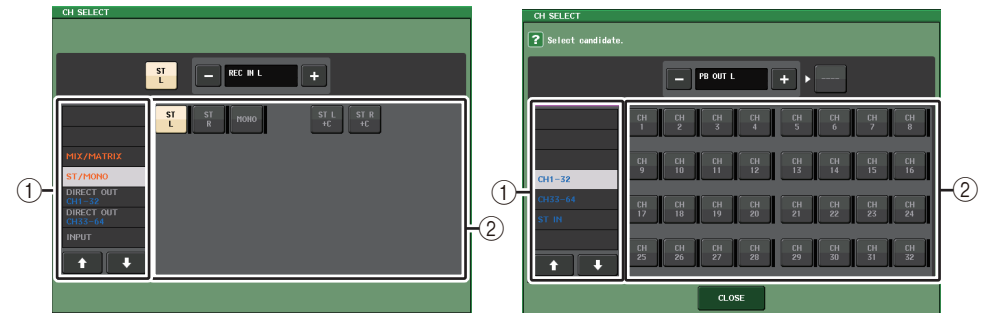 CH SELECT
ST L
− REC IN L +
MIX/MATRIX
ST/MONO
DIRECT OUT
CH1-32
DIRECT OUT
CH33-64
INPUT
ST L
ST R
MONO
ST L +C
ST R +C
①
②
CH SELECT
? Select candidate.
− PB OUT L + ----
CH1-32
CH33-64
ST IN
CH 1 CH 2 CH 3 CH 4 CH 5 CH 6 CH 7 CH 8
CH 9 CH 10 CH 11 CH 12 CH 13 CH 14 CH 15 CH 16
CH 17 CH 18 CH 19 CH 20 CH 21 CH 22 CH 23 CH 24
CH 25 CH 26 CH 27 CH 28 CH 29 CH 30 CH 31 CH 32
①
②
CLOSE